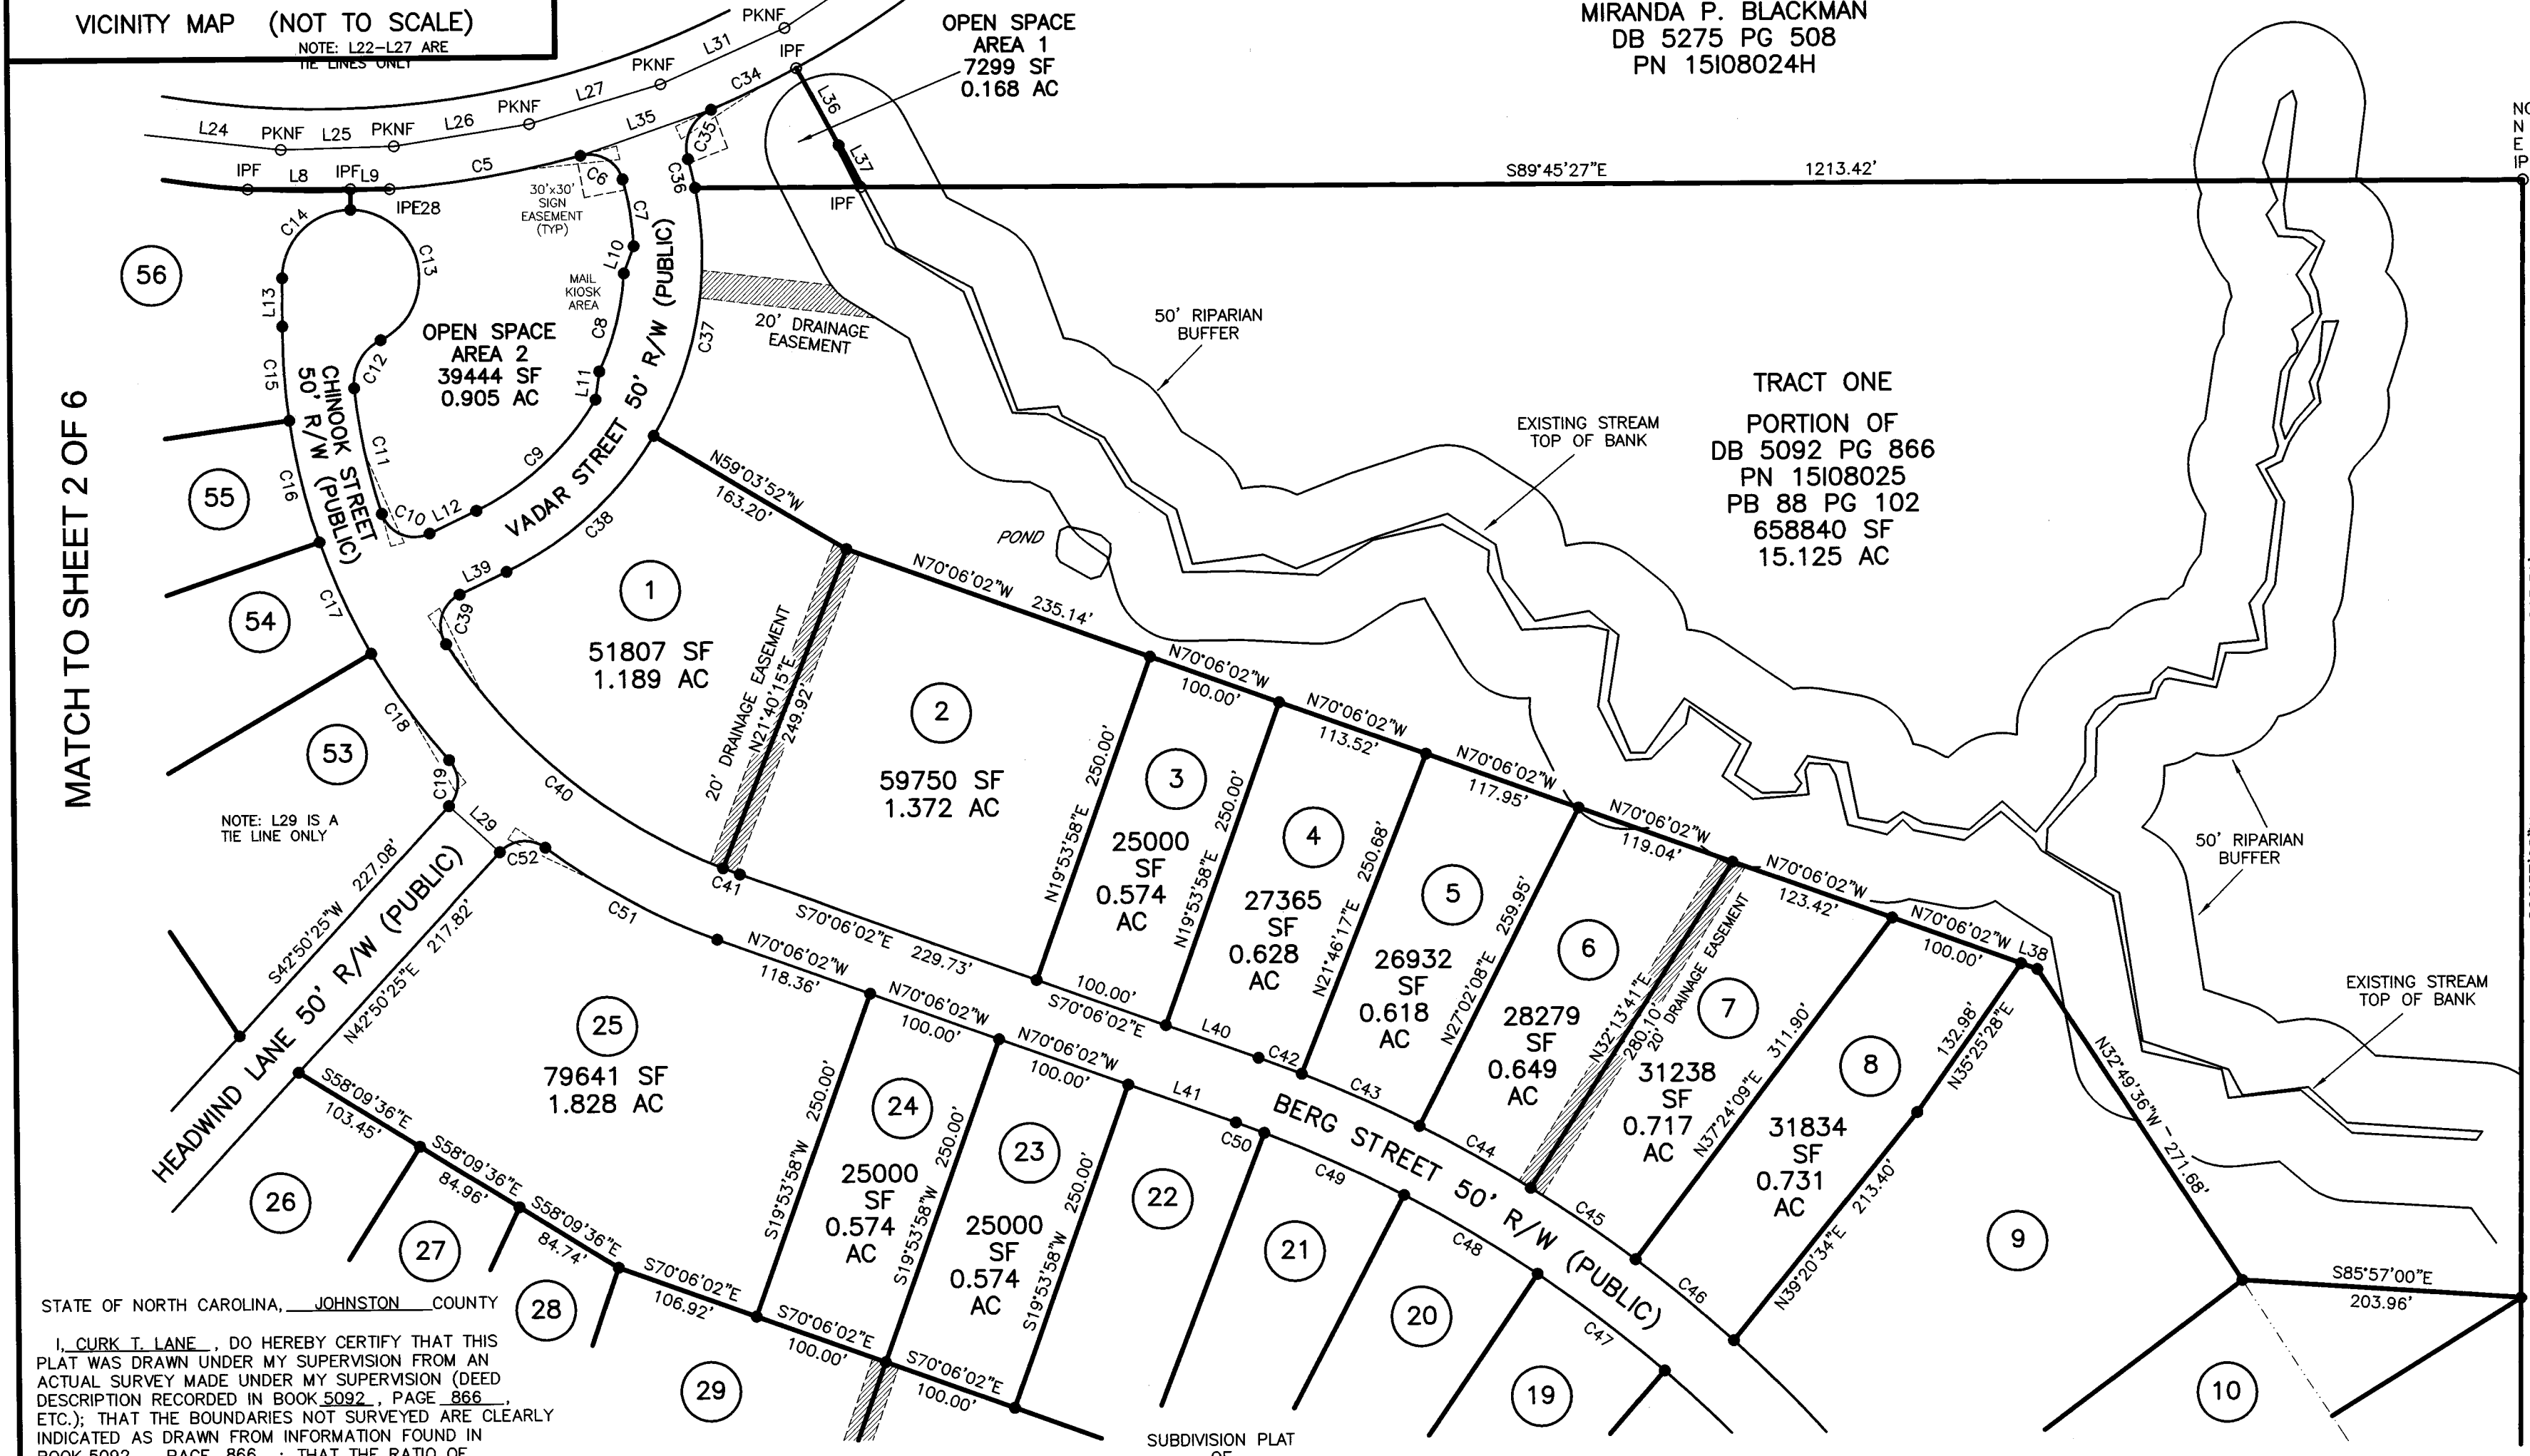 VICINITY MAP (NOT TO SCALE)
NOTE: L22-L27 ARE
TIE LINES ONLY
PKNF
L31
IPF
PKNF
C34
L27
PKNF
L24
PKNF
L25
PKNF
L26
L35
C35
L36
L37
IPF
L8
IPF
L9
IPE28
C5
C6
C36
IPF
OPEN SPACE
AREA 1
7299 SF
0.168 AC
MIRANDA P. BLACKMAN
DB 5275 PG 508
PN 15I08024H
S89°45'27"E
1213.42'
30'x30'
SIGN
EASEMENT
(TYP)
C7
L10
MAIL
KIOSK
AREA
C8
L11
C9
C10
L12
C11
C12
C13
C14
L13
C15
C16
C17
C18
C19
56
55
54
53
OPEN SPACE
AREA 2
39444 SF
0.905 AC
CHINOOK STREET
50' R/W (PUBLIC)
VADAR STREET 50' R/W (PUBLIC)
C37
C38
L39
C39
C40
20' DRAINAGE
EASEMENT
50' RIPARIAN
BUFFER
EXISTING STREAM
TOP OF BANK
POND
TRACT ONE
PORTION OF
DB 5092 PG 866
PN 15I08025
PB 88 PG 102
658840 SF
15.125 AC
MATCH TO SHEET 2 OF 6
N59°03'52"W
163.20'
1
51807 SF
1.189 AC
20' DRAINAGE EASEMENT
N21°40'15"E
249.92'
N70°06'02"W 235.14'
2
59750 SF
1.372 AC
N70°06'02"W
100.00'
N19°53'58"E 250.00'
3
25000
SF
0.574
AC
N19°53'58"E 250.00'
N70°06'02"W
113.52'
4
27365
SF
0.628
AC
N21°46'17"E 250.68'
N70°06'02"W
117.95'
5
26932
SF
0.618
AC
N27°02'08"E 259.95'
N70°06'02"W
119.04'
6
28279
SF
0.649
AC
N32°13'41"E
280.10'
20' DRAINAGE EASEMENT
N70°06'02"W
123.42'
7
31238
SF
0.717
AC
N37°24'09"E 311.90'
N70°06'02"W
100.00'
L38
8
31834
SF
0.731
AC
132.98'
N35°25'28"E
N39°20'34"E 213.40'
N32°49'36"W - 271.68'
9
S85°57'00"E
203.96'
10
50' RIPARIAN
BUFFER
EXISTING STREAM
TOP OF BANK
NOTE: L29 IS A
TIE LINE ONLY
L29
C52
C51
C41
S70°06'02"E 229.73'
100.00'
S70°06'02"E
L40
C42
C43
C44
C45
C46
BERG STREET 50' R/W (PUBLIC)
S42°50'25"W 227.08'
HEADWIND LANE 50' R/W (PUBLIC)
N42°50'25"E 217.82'
N70°06'02"W
118.36'
N70°06'02"W
100.00'
N70°06'02"W
100.00'
L41
C50
C49
C48
C47
25
79641 SF
1.828 AC
S19°53'58"W 250.00'
24
25000
SF
0.574
AC
S19°53'58"W 250.00'
23
25000
SF
0.574
AC
S19°53'58"W 250.00'
22
21
20
19
S58°09'36"E
103.45'
S58°09'36"E
84.96'
S58°09'36"E
84.74'
S70°06'02"E
106.92'
S70°06'02"E
100.00'
S70°06'02"E
100.00'
26
27
28
29
STATE OF NORTH CAROLINA, JOHNSTON COUNTY
I, CURK T. LANE , DO HEREBY CERTIFY THAT THIS
PLAT WAS DRAWN UNDER MY SUPERVISION FROM AN
ACTUAL SURVEY MADE UNDER MY SUPERVISION (DEED
DESCRIPTION RECORDED IN BOOK 5092 , PAGE 866 ,
ETC.); THAT THE BOUNDARIES NOT SURVEYED ARE CLEARLY
INDICATED AS DRAWN FROM INFORMATION FOUND IN
BOOK 5092 , PAGE 866 ; THAT THE RATIO OF
SUBDIVISION PLAT
OF